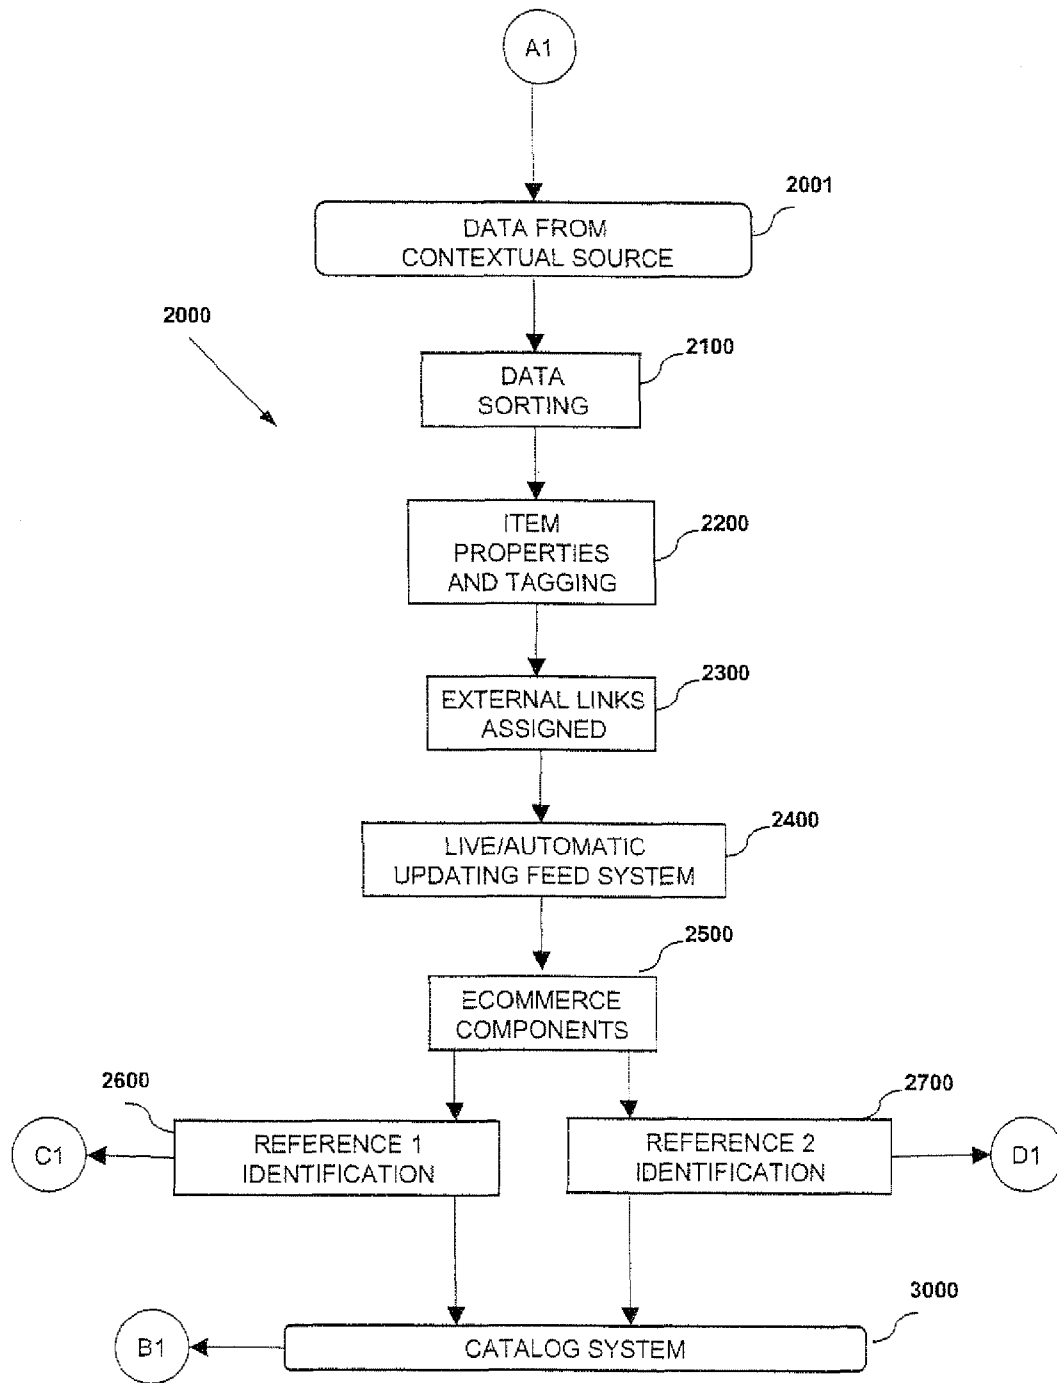 A1
2001
DATA FROM
CONTEXTUAL SOURCE
2000
2100
DATA
SORTING
2200
ITEM
PROPERTIES
AND TAGGING
2300
EXTERNAL LINKS
ASSIGNED
2400
LIVE/AUTOMATIC
UPDATING FEED SYSTEM
2500
ECOMMERCE
COMPONENTS
2600
2700
C1
REFERENCE 1
IDENTIFICATION
REFERENCE 2
IDENTIFICATION
D1
3000
B1
CATALOG SYSTEM